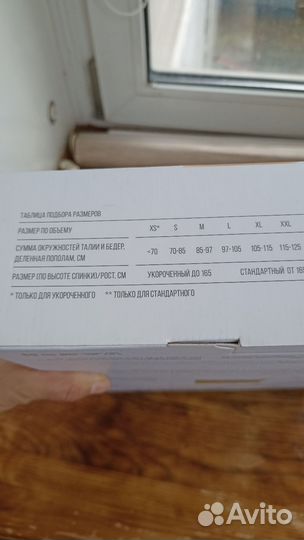 ТАБЛИЦА ПОДБОРА РАЗМЕРОВ
РАЗМЕР ПО ОБЪЕМУ XS* S M L XL XXL
СУММА ОКРУЖНОСТЕЙ ТАЛИИ И БЕДЕР,
ДЕЛЕННАЯ ПОПОЛАМ, СМ <70 70-85 85-97 97-105 105-115 115-125
РАЗМЕР (ПО ВЫСОТЕ СПИНКИ)/РОСТ, СМ УКОРОЧЕННЫЙ ДО 165 СТАНДАРТНЫЙ ОТ 165
* ТОЛЬКО ДЛЯ УКОРОЧЕННОГО ** ТОЛЬКО ДЛЯ СТАНДАРТНОГО
Avito